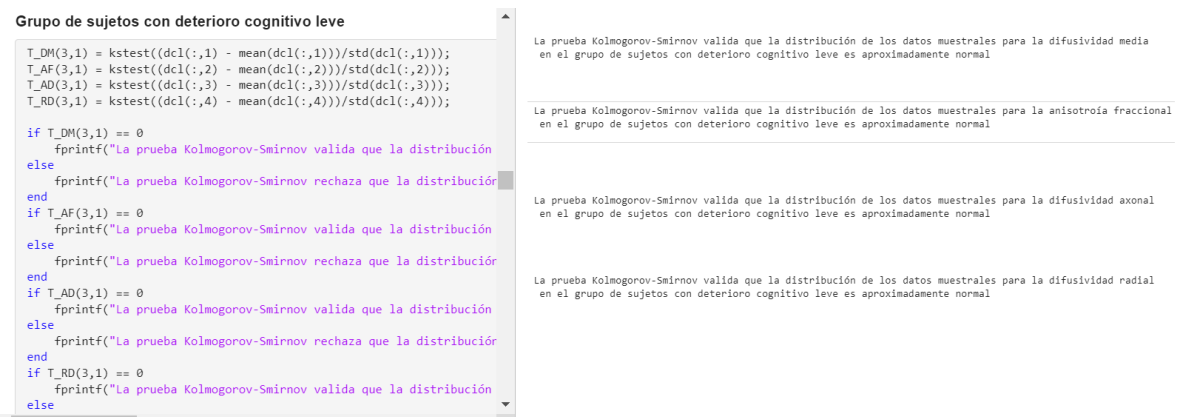 Grupo de sujetos con deterioro cognitivo leve
T_DM(3,1) = kstest((dcl(:,1) - mean(dcl(:,1)))/std(dcl(:,1)));
T_AF(3,1) = kstest((dcl(:,2) - mean(dcl(:,2)))/std(dcl(:,2)));
T_AD(3,1) = kstest((dcl(:,3) - mean(dcl(:,3)))/std(dcl(:,3)));
T_RD(3,1) = kstest((dcl(:,4) - mean(dcl(:,4)))/std(dcl(:,4)));
if T_DM(3,1) == 0
fprintf("La prueba Kolmogorov-Smirnov valida que la distribución
else
fprintf("La prueba Kolmogorov-Smirnov rechaza que la distribución
end
if T_AF(3,1) == 0
fprintf("La prueba Kolmogorov-Smirnov valida que la distribución
else
fprintf("La prueba Kolmogorov-Smirnov rechaza que la distribución
end
if T_AD(3,1) == 0
fprintf("La prueba Kolmogorov-Smirnov valida que la distribución
else
fprintf("La prueba Kolmogorov-Smirnov rechaza que la distribución
end
if T_RD(3,1) == 0
fprintf("La prueba Kolmogorov-Smirnov valida que la distribución
else
La prueba Kolmogorov-Smirnov valida que la distribución de los datos muestrales para la difusividad media
en el grupo de sujetos con deterioro cognitivo leve es aproximadamente normal
La prueba Kolmogorov-Smirnov valida que la distribución de los datos muestrales para la anisotroía fraccional
en el grupo de sujetos con deterioro cognitivo leve es aproximadamente normal
La prueba Kolmogorov-Smirnov valida que la distribución de los datos muestrales para la difusividad axonal
en el grupo de sujetos con deterioro cognitivo leve es aproximadamente normal
La prueba Kolmogorov-Smirnov valida que la distribución de los datos muestrales para la difusividad radial
en el grupo de sujetos con deterioro cognitivo leve es aproximadamente normal